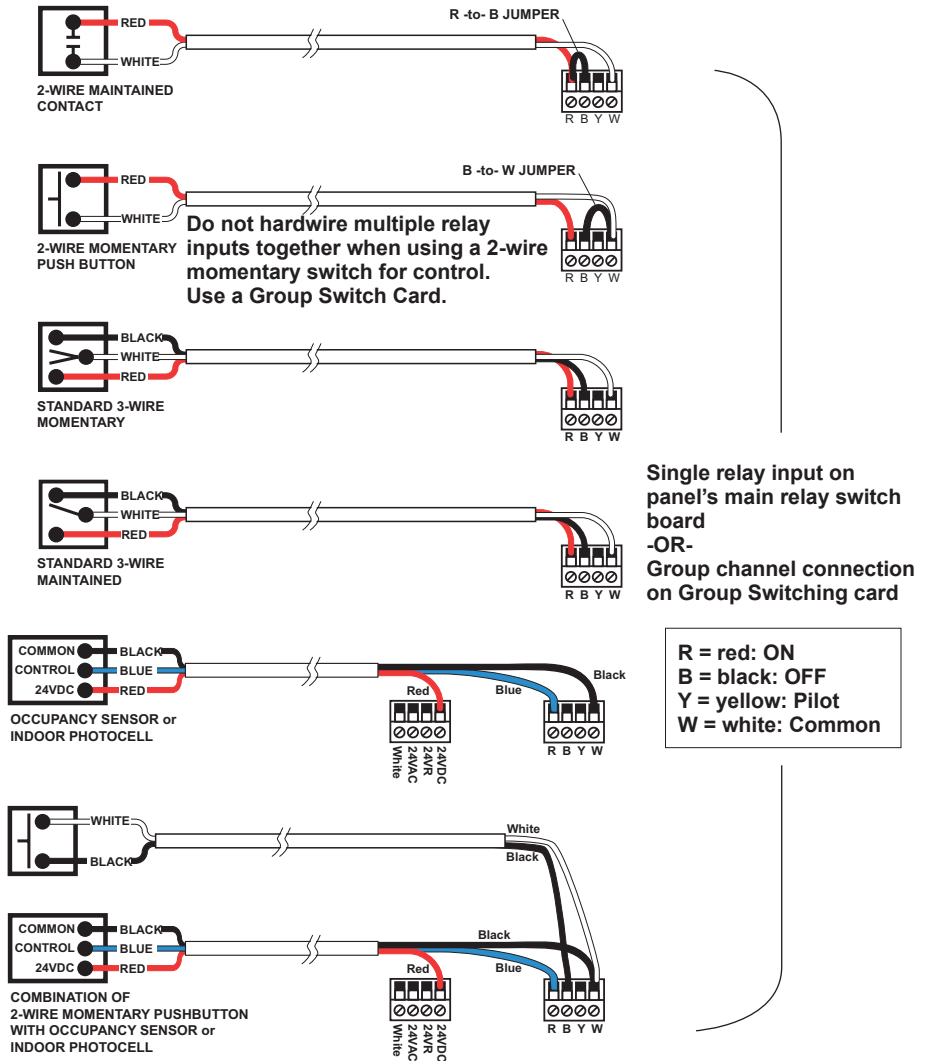 R -to- B JUMPER
RED
WHITE
2-WIRE MAINTAINED
CONTACT
R B Y W
B -to- W JUMPER
RED
WHITE
2-WIRE MOMENTARY
PUSH BUTTON
Do not hardwire multiple relay
inputs together when using a 2-wire
momentary switch for control.
Use a Group Switch Card.
R B Y W
BLACK
WHITE
RED
STANDARD 3-WIRE
MOMENTARY
R B Y W
BLACK
WHITE
RED
STANDARD 3-WIRE
MAINTAINED
R B Y W
Single relay input on
panel's main relay switch
board
-OR-
Group channel connection
on Group Switching card
R = red: ON
B = black: OFF
Y = yellow: Pilot
W = white: Common
COMMON BLACK
CONTROL BLUE
24VDC RED
OCCUPANCY SENSOR or
INDOOR PHOTOCELL
Red
Blue
Black
White
24VAC
24VR
24VDC
R B Y W
WHITE
BLACK
White
Black
COMMON BLACK
CONTROL BLUE
24VDC RED
COMBINATION OF
2-WIRE MOMENTARY PUSHBUTTON
WITH OCCUPANCY SENSOR or
INDOOR PHOTOCELL
Black
Red
Blue
White
24VAC
24VR
24VDC
R B Y W